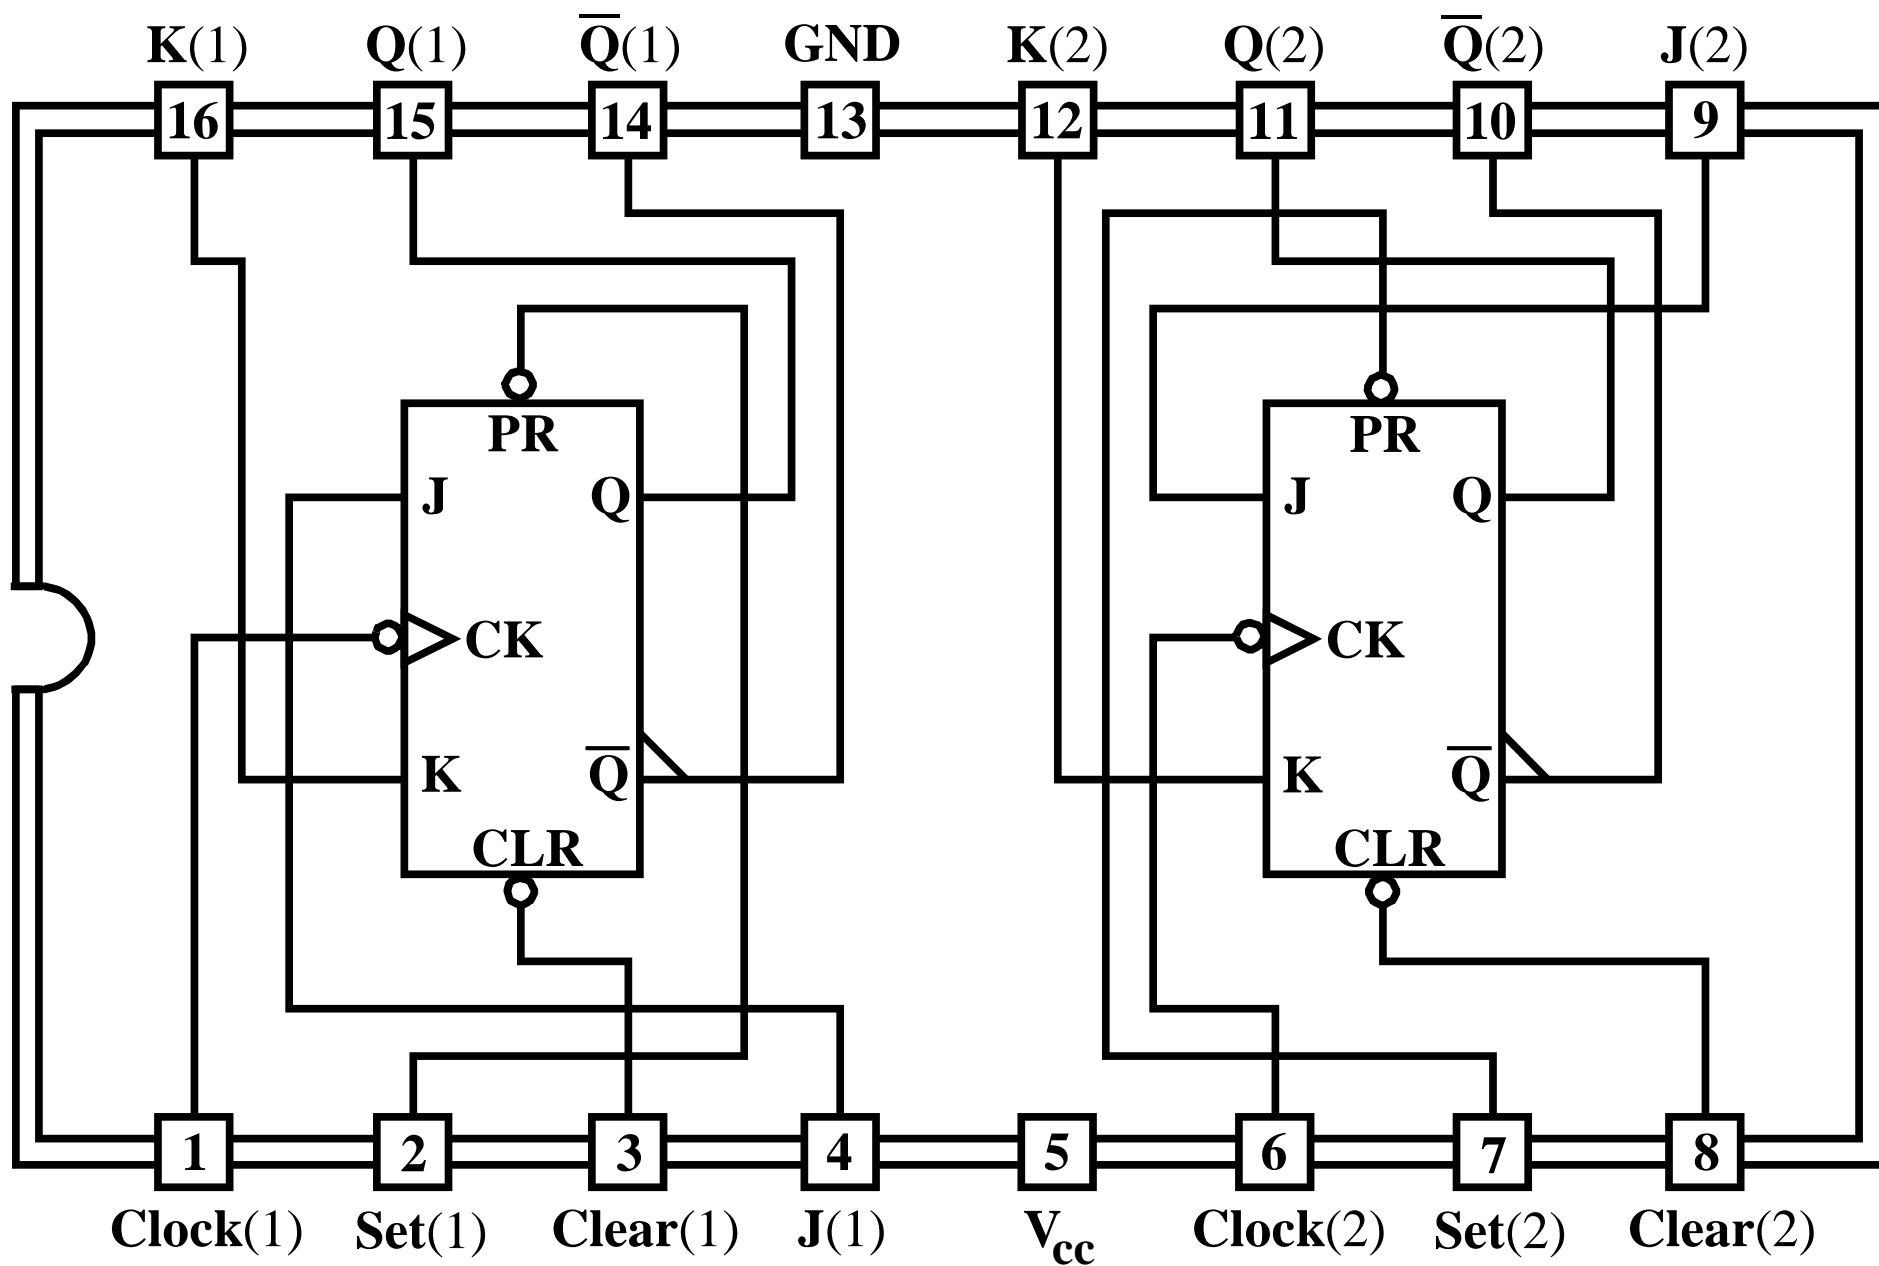 K(1) Q(1) Q̅(1) GND K(2) Q(2) Q̅(2) J(2)
16 15 14 13 12 11 10 9
PR PR
J Q J Q
CK CK
K Q̅ K Q̅
CLR CLR
1 2 3 4 5 6 7 8
Clock(1) Set(1) Clear(1) J(1) Vcc Clock(2) Set(2) Clear(2)